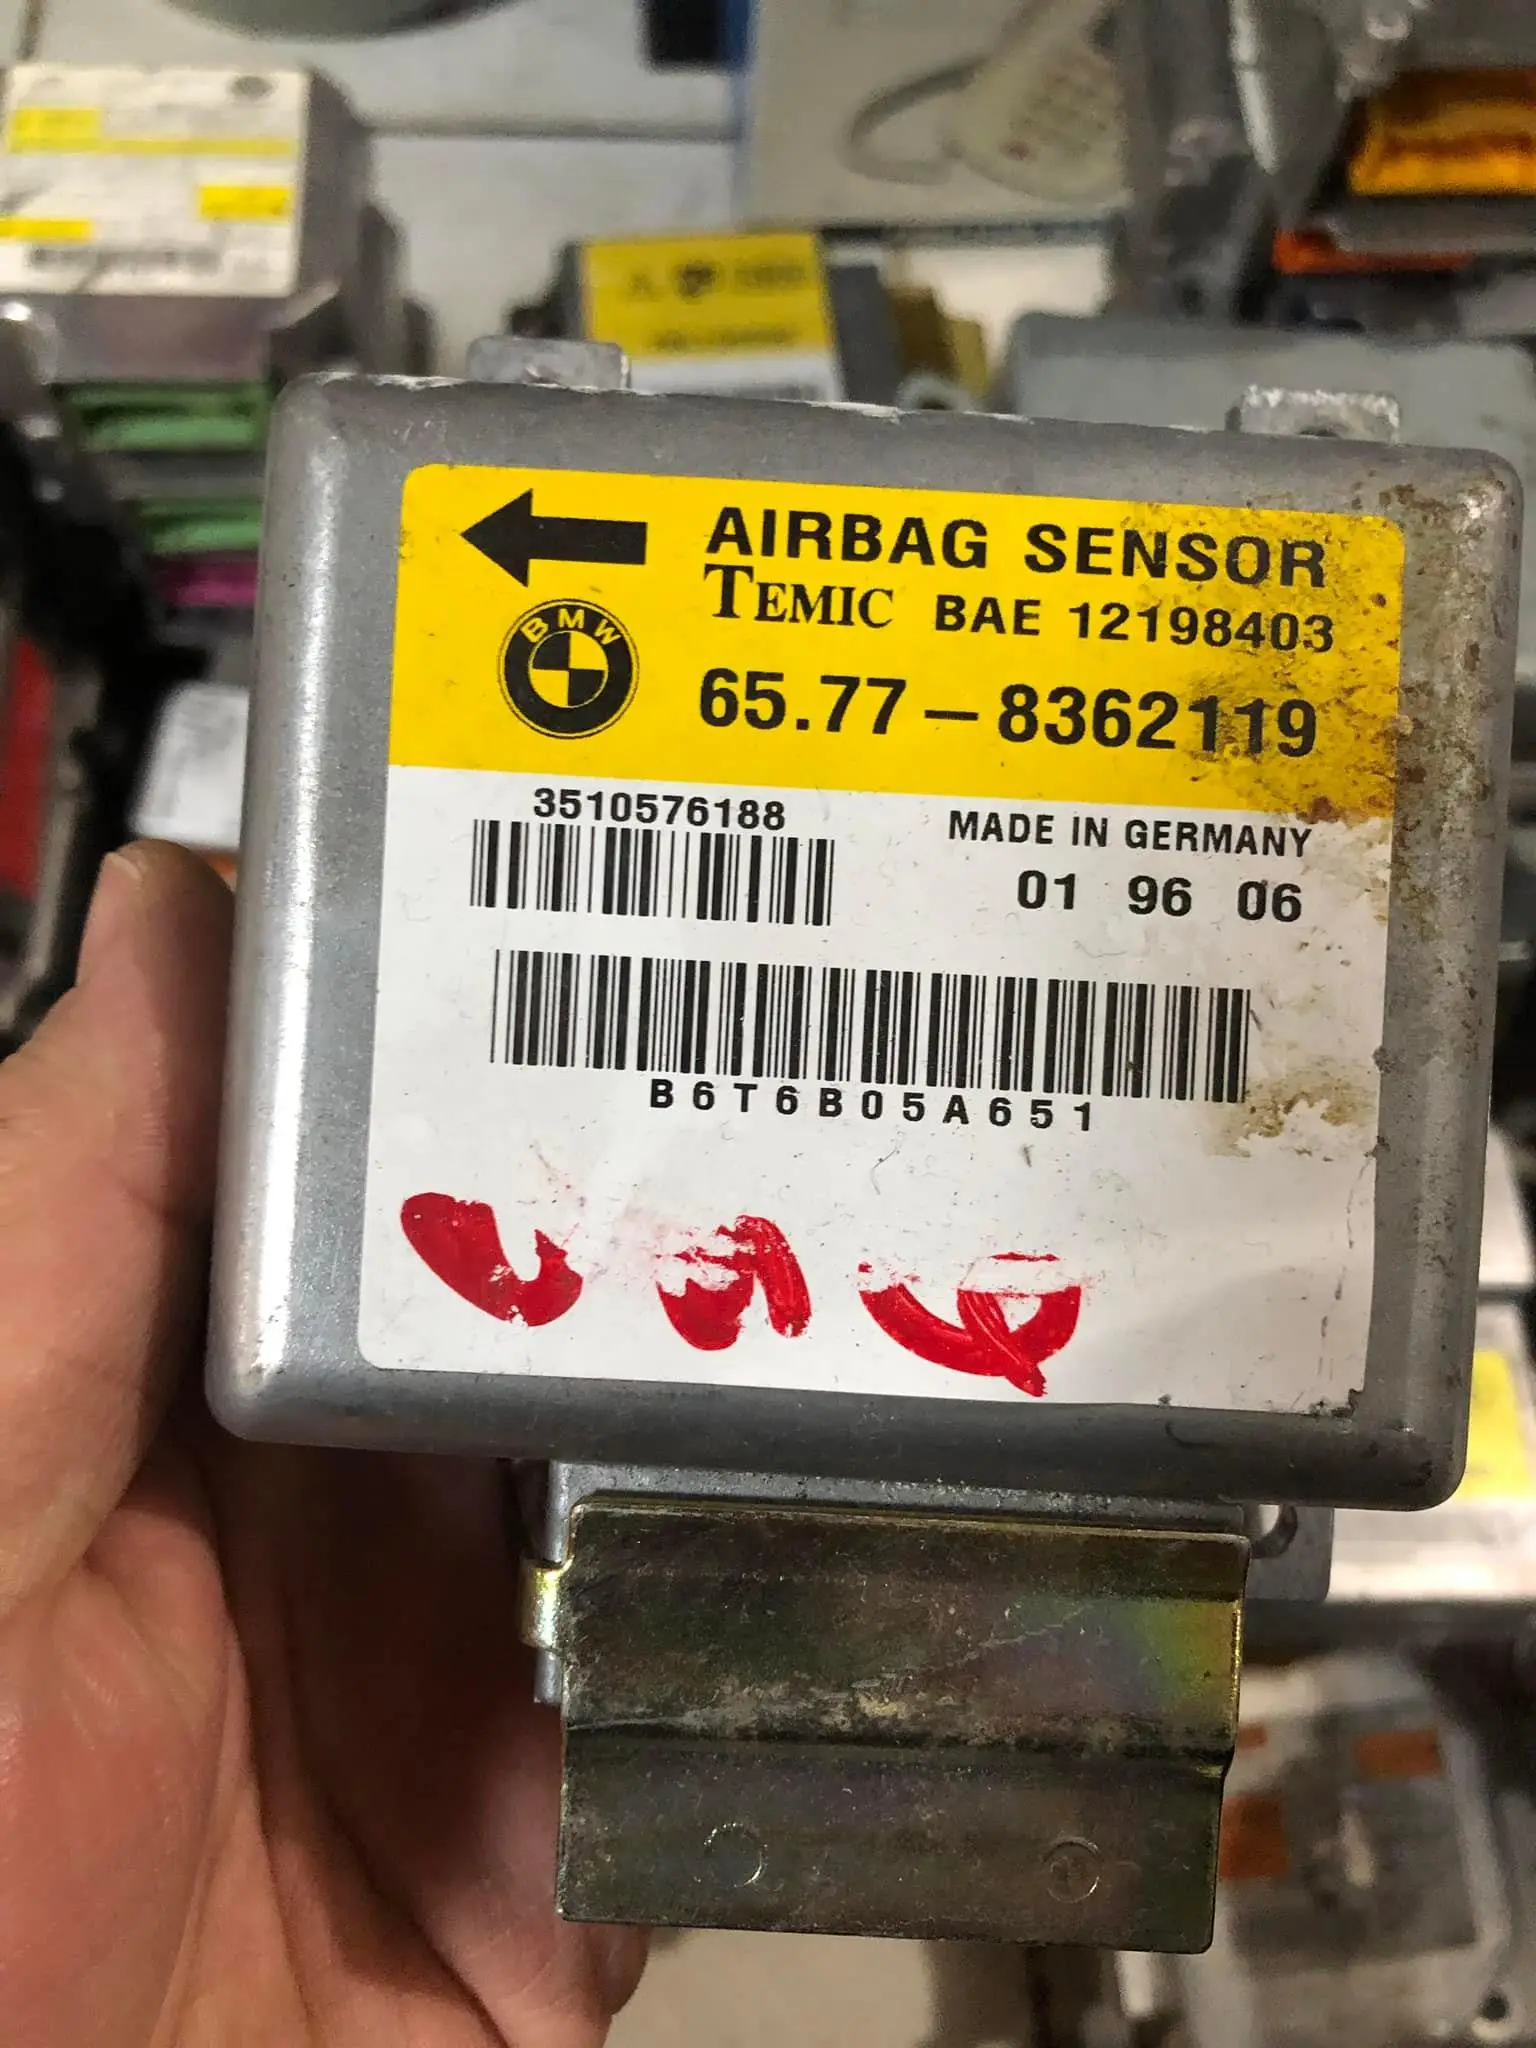 AIRBAG SENSOR
TEMIC BAE 12198403
BMW
65.77-8362119
3510576188
MADE IN GERMANY
01 96 06
B6T6B05A651